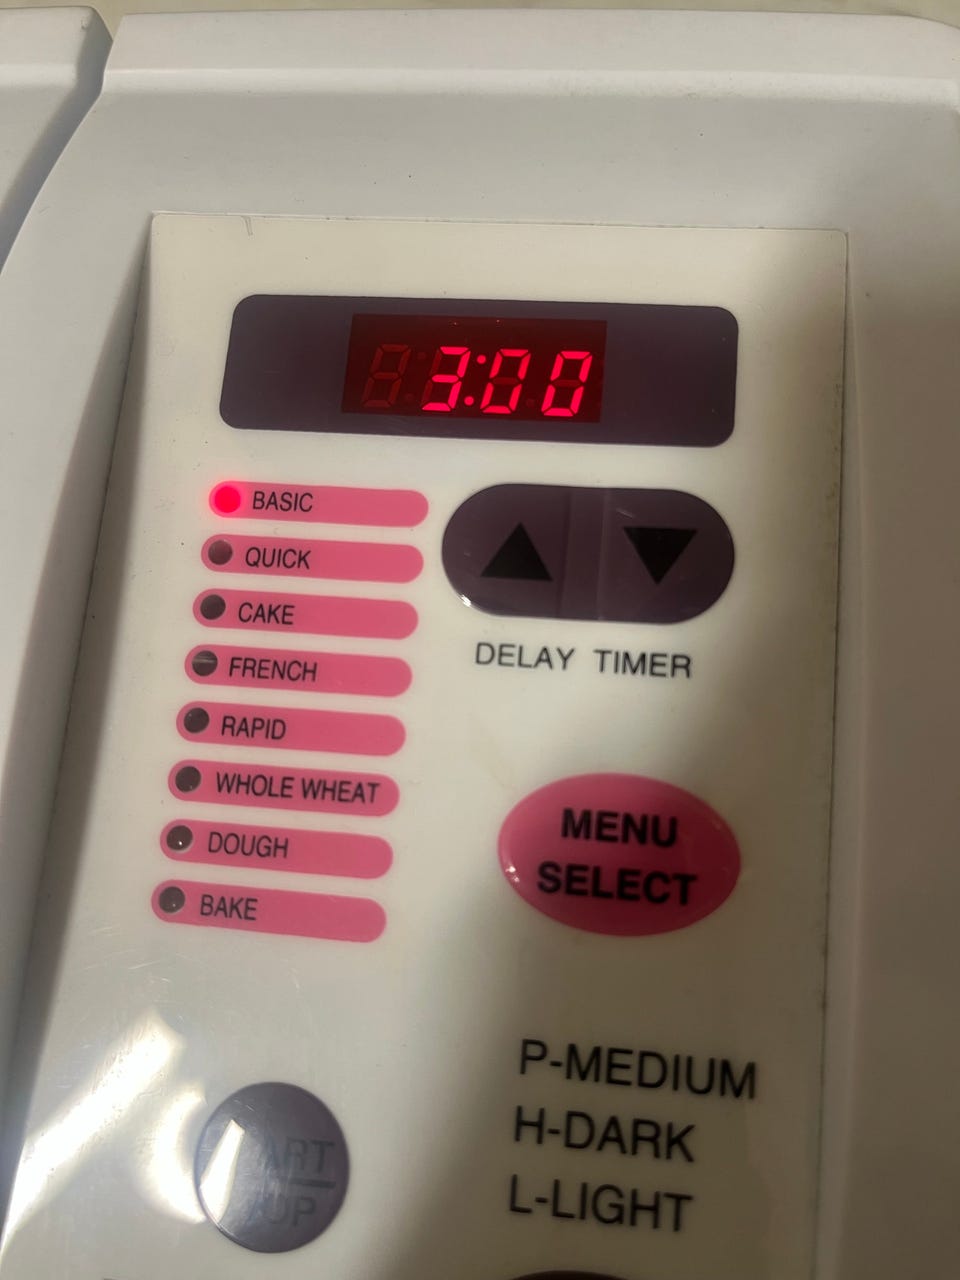 3:00
BASIC
QUICK
CAKE
FRENCH
RAPID
WHOLE WHEAT
DOUGH
BAKE
DELAY TIMER
MENU
SELECT
P-MEDIUM
H-DARK
L-LIGHT